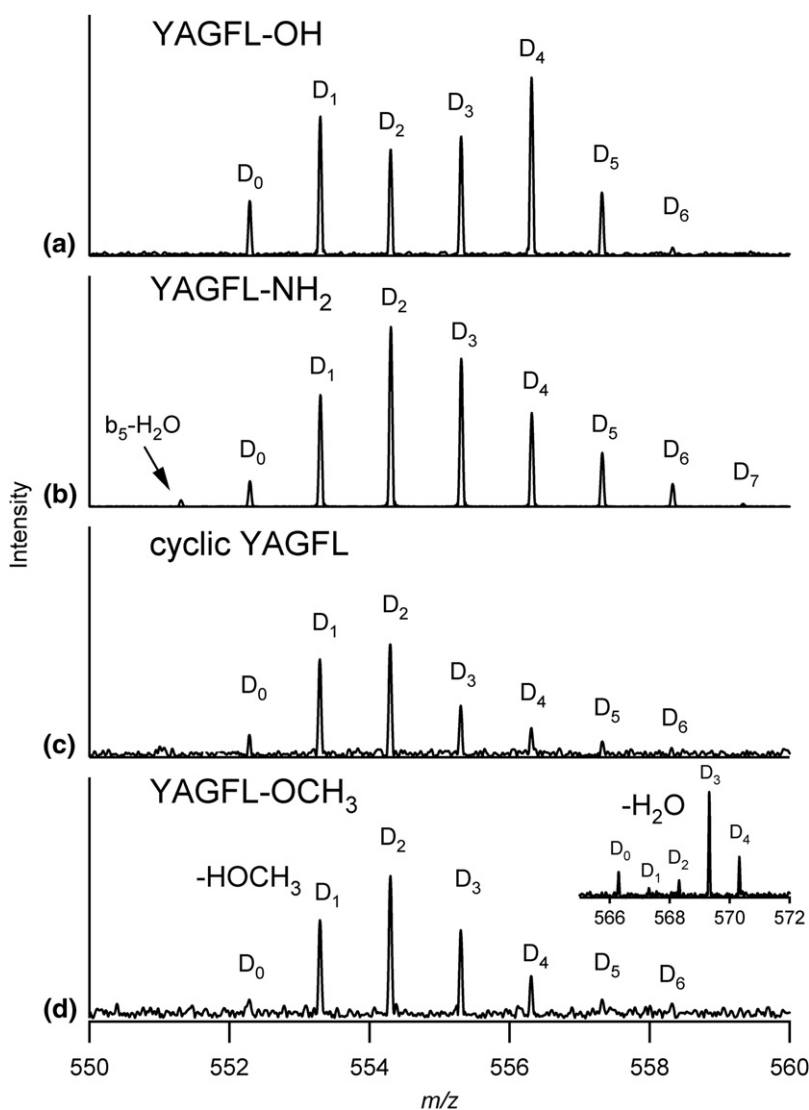 YAGFL-OH
D₀ D₁ D₂ D₃ D₄ D₅ D₆
(a)
YAGFL-NH₂
b₅-H₂O
D₀ D₁ D₂ D₃ D₄ D₅ D₆ D₇
(b)
Intensity
cyclic YAGFL
D₀ D₁ D₂ D₃ D₄ D₅ D₆
(c)
YAGFL-OCH₃
-HOCH₃
D₀ D₁ D₂ D₃ D₄ D₅ D₆
(d)
-H₂O
D₀ D₁ D₂ D₃ D₄
566 568 570 572
550 552 554 556 558 560
m/z